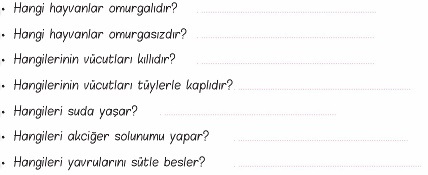 • Hangi hayvanlar omurgalıdır?
• Hangi hayvanlar omurgasızdır?
• Hangilerinin vücutları kıllıdır?
• Hangilerinin vücutları tüylerle kaplıdır?
• Hangileri suda yaşar?
• Hangileri akciğer solunumu yapar?
• Hangileri yavrularını sütle besler?